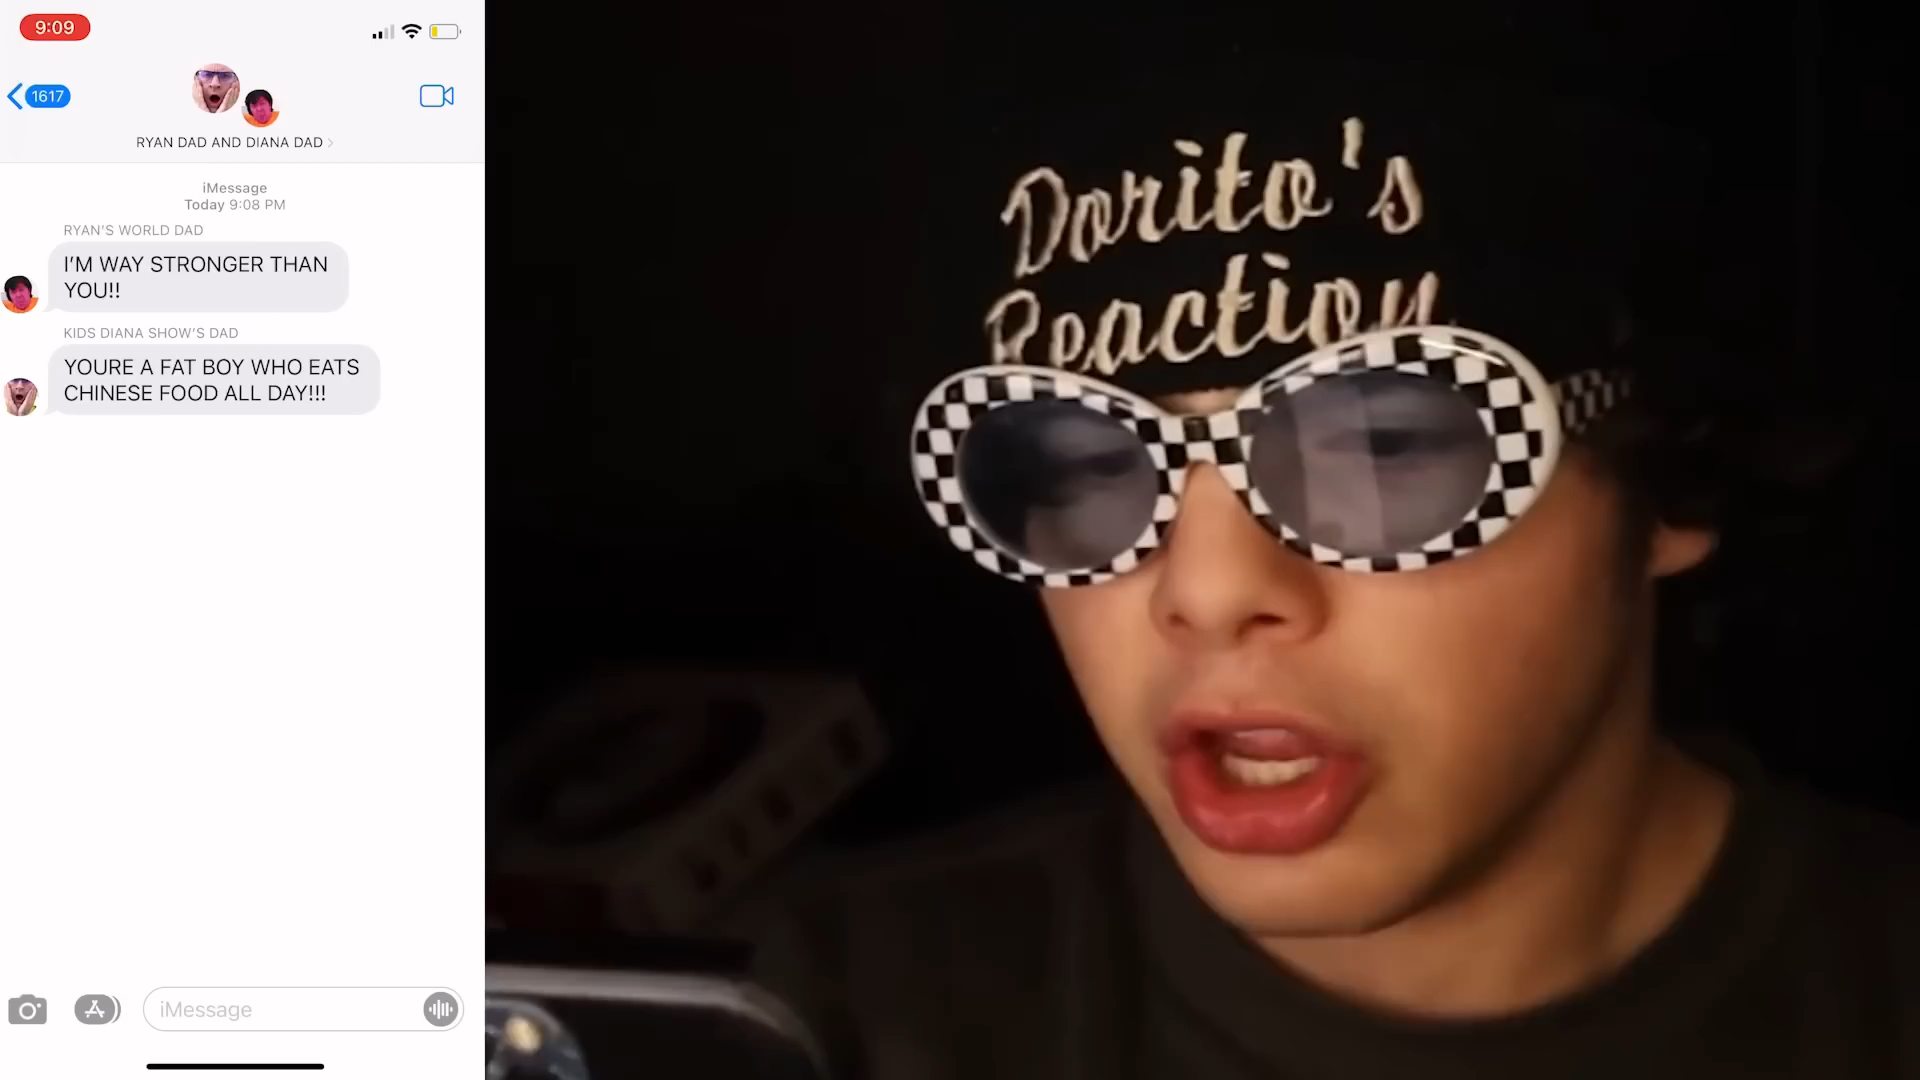 9:09
1617
RYAN DAD AND DIANA DAD
iMessage
Today 9:08 PM
RYAN'S WORLD DAD
I'M WAY STRONGER THAN
YOU!!
KIDS DIANA SHOW'S DAD
YOURE A FAT BOY WHO EATS
CHINESE FOOD ALL DAY!!!
iMessage
Dorito's
Reaction